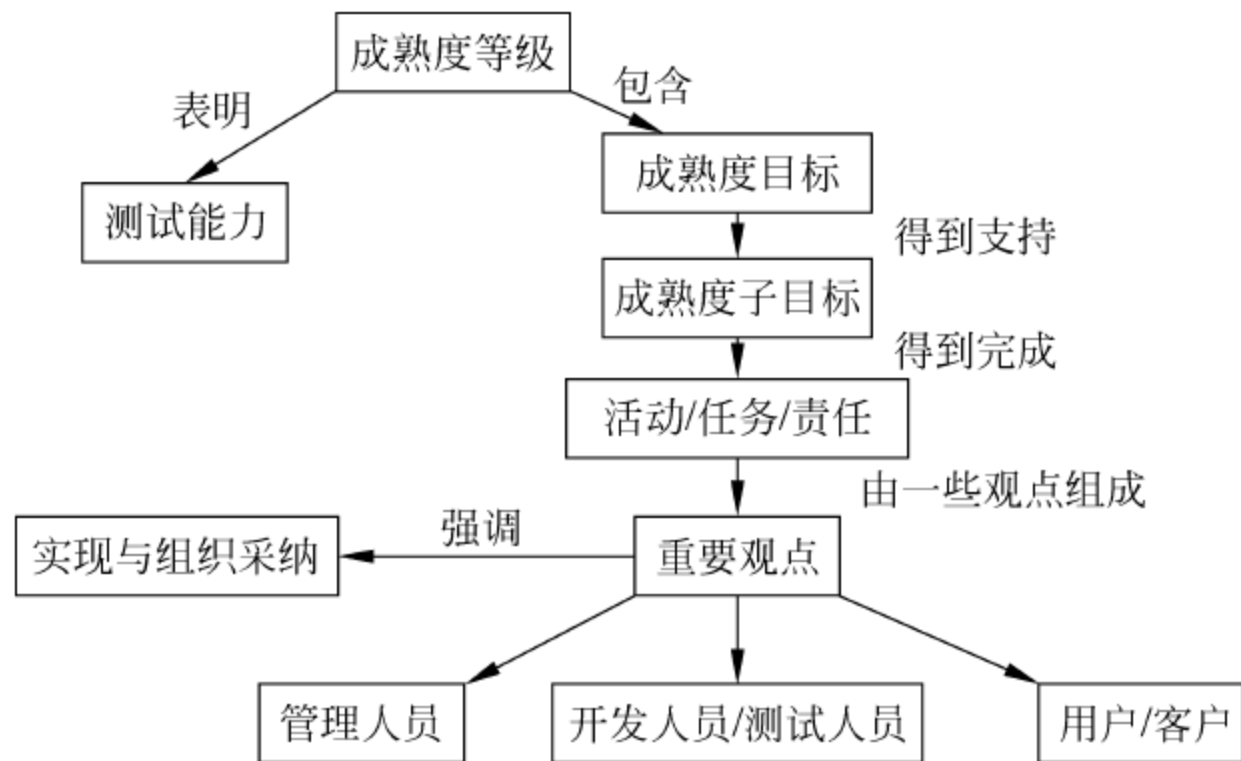 成熟度等级
表明
包含
成熟度目标
测试能力
得到支持
成熟度子目标
得到完成
活动/任务/责任
由一些观点组成
强调
实现与组织采纳
重要观点
管理人员
开发人员/测试人员
用户/客户